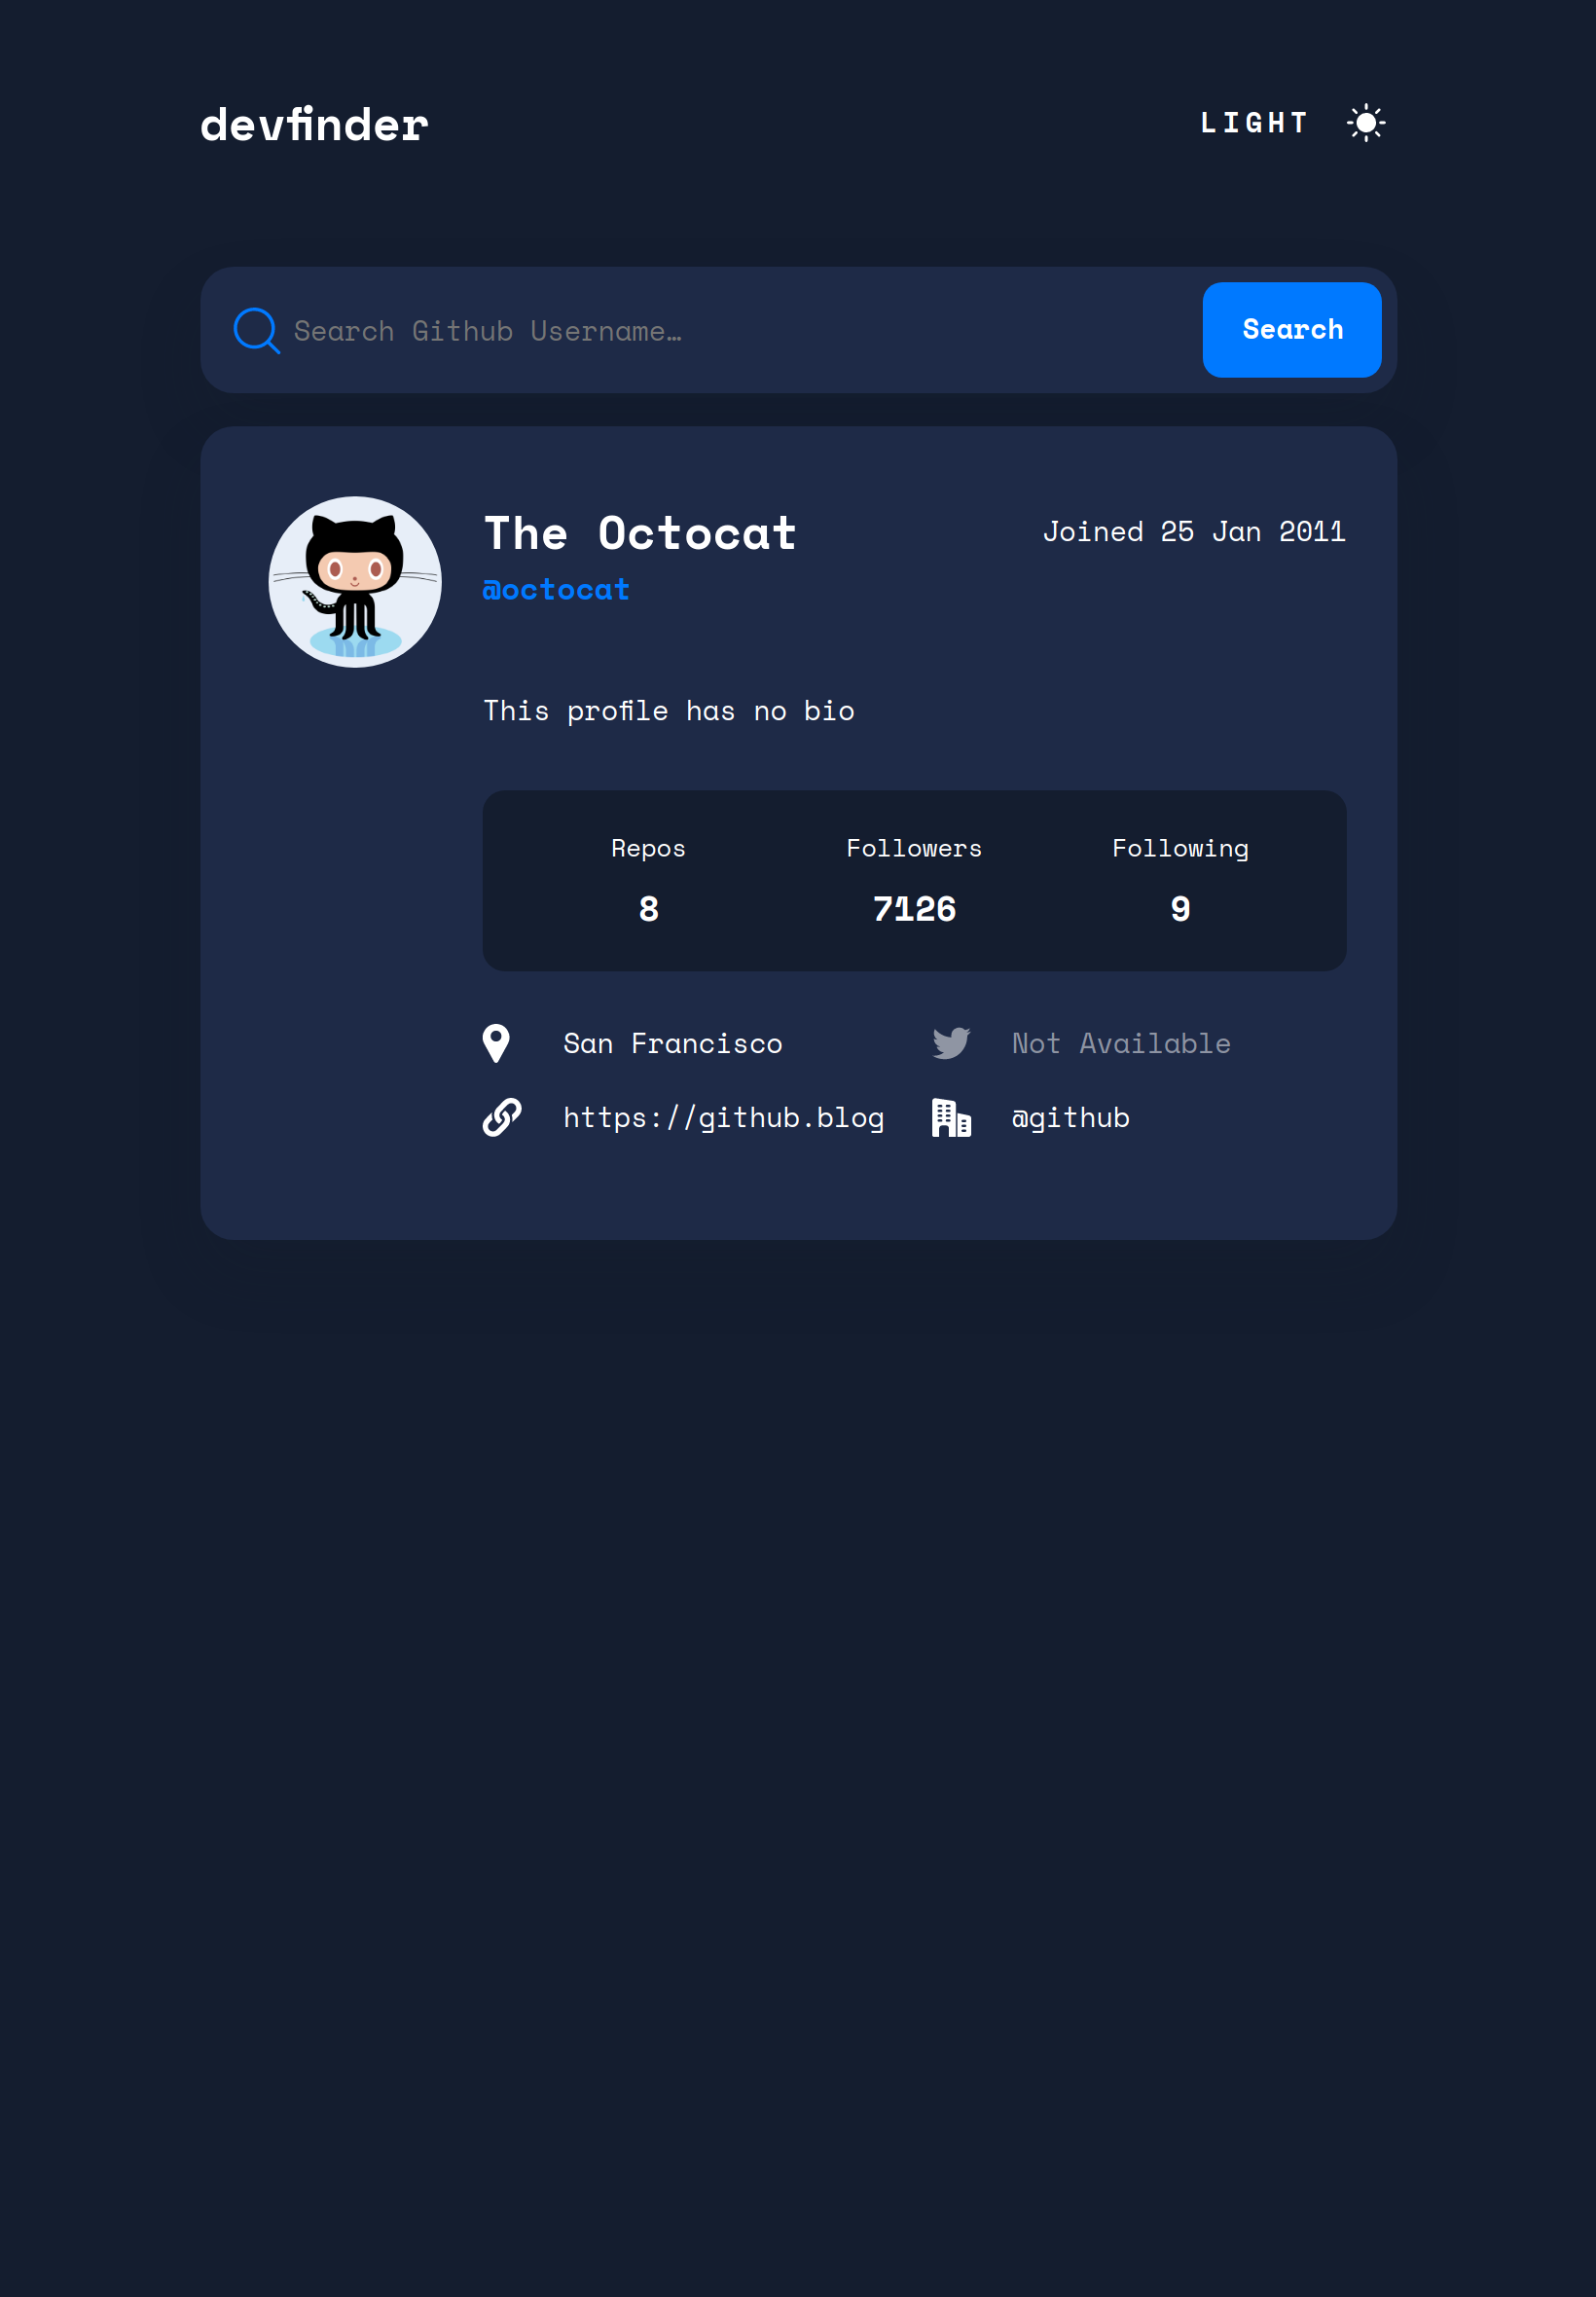 devfinder
LIGHT
Search Github Username…
Search
The Octocat
Joined 25 Jan 2011
@octocat
This profile has no bio
Repos
Followers
Following
8
7126
9
San Francisco
Not Available
https://github.blog
@github